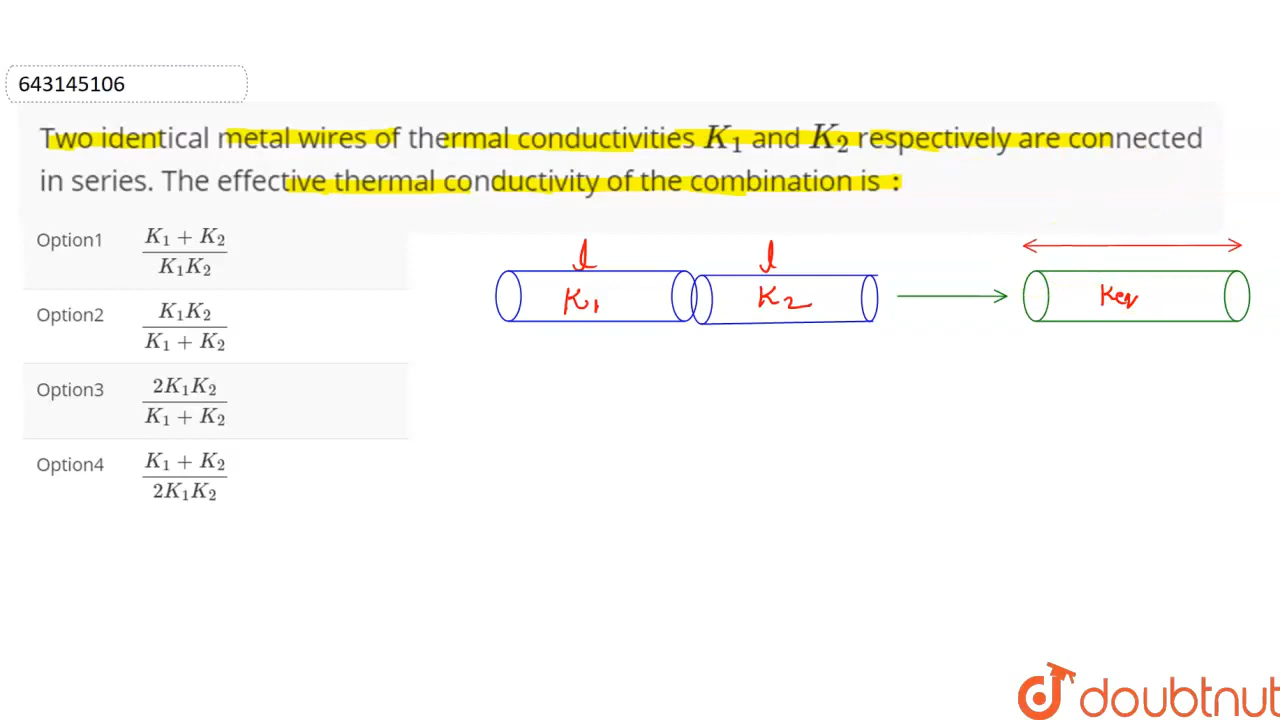 643145106
Two identical metal wires of thermal conductivities K₁ and K₂ respectively are connected
in series. The effective thermal conductivity of the combination is :
Option1 (K₁ + K₂)/(K₁K₂)
Option2 (K₁K₂)/(K₁ + K₂)
Option3 (2K₁K₂)/(K₁ + K₂)
Option4 (K₁ + K₂)/(2K₁K₂)
l l
K₁ K₂ Keq
doubtnut